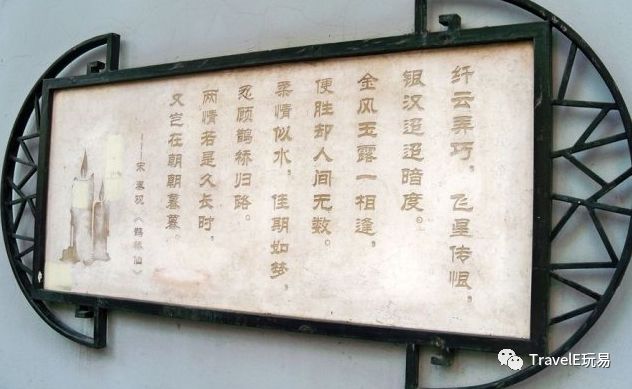 纤云弄巧，飞星传恨，
银汉迢迢暗度。
金风玉露一相逢，
便胜却人间无数。
柔情似水，佳期如梦，
忍顾鹊桥归路。
两情若是久长时，
又岂在朝朝暮暮。
——宋 秦观《鹊桥仙》
TravelE玩易